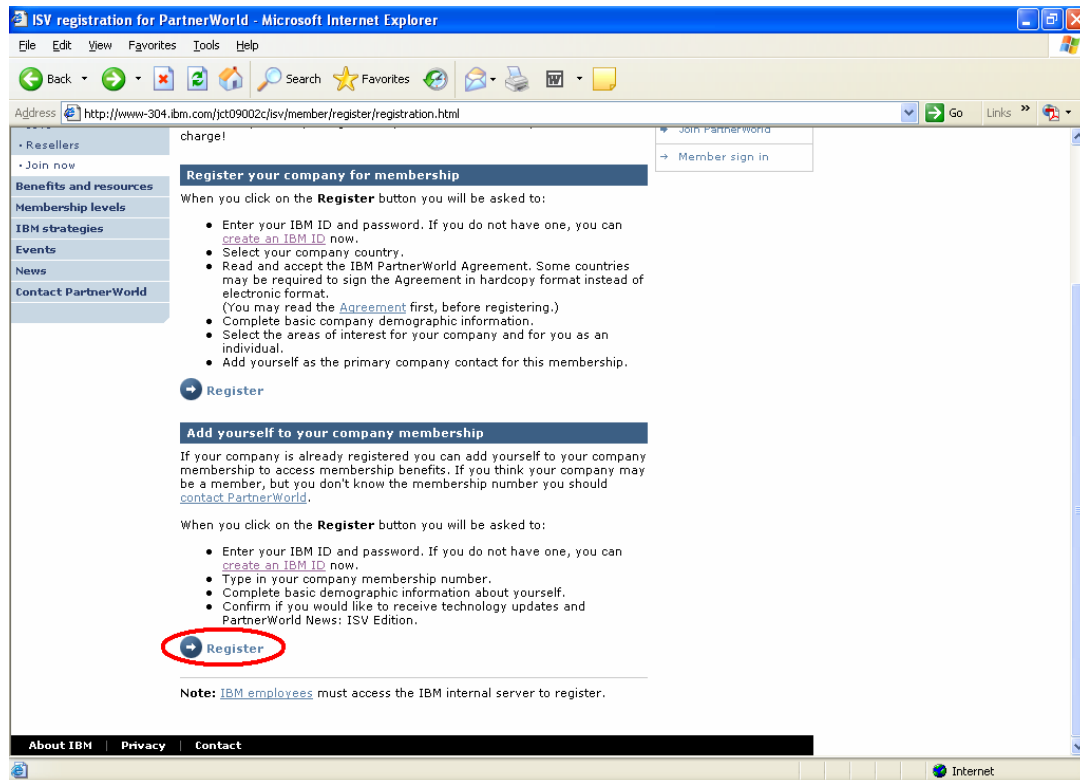 ISV registration for PartnerWorld - Microsoft Internet Explorer
File Edit View Favorites Tools Help
Back Search Favorites
Address http://www-304.ibm.com/jct09002c/isv/member/register/registration.html Go Links »
charge!
Join PartnerWorld
• Resellers
Member sign in
• Join now
Benefits and resources
Membership levels
IBM strategies
Events
News
Contact PartnerWorld
Register your company for membership
When you click on the Register button you will be asked to:
• Enter your IBM ID and password. If you do not have one, you can
create an IBM ID now.
• Select your company country.
• Read and accept the IBM PartnerWorld Agreement. Some countries
may be required to sign the Agreement in hardcopy format instead of
electronic format.
(You may read the Agreement first, before registering.)
• Complete basic company demographic information.
• Select the areas of interest for your company and for you as an
individual.
• Add yourself as the primary company contact for this membership.
Register
Add yourself to your company membership
If your company is already registered you can add yourself to your company
membership to access membership benefits. If you think your company may
be a member, but you don't know the membership number you should
contact PartnerWorld.
When you click on the Register button you will be asked to:
• Enter your IBM ID and password. If you do not have one, you can
create an IBM ID now.
• Type in your company membership number.
• Complete basic demographic information about yourself.
• Confirm if you would like to receive technology updates and
PartnerWorld News: ISV Edition.
Register
Note: IBM employees must access the IBM internal server to register.
About IBM | Privacy | Contact
Internet